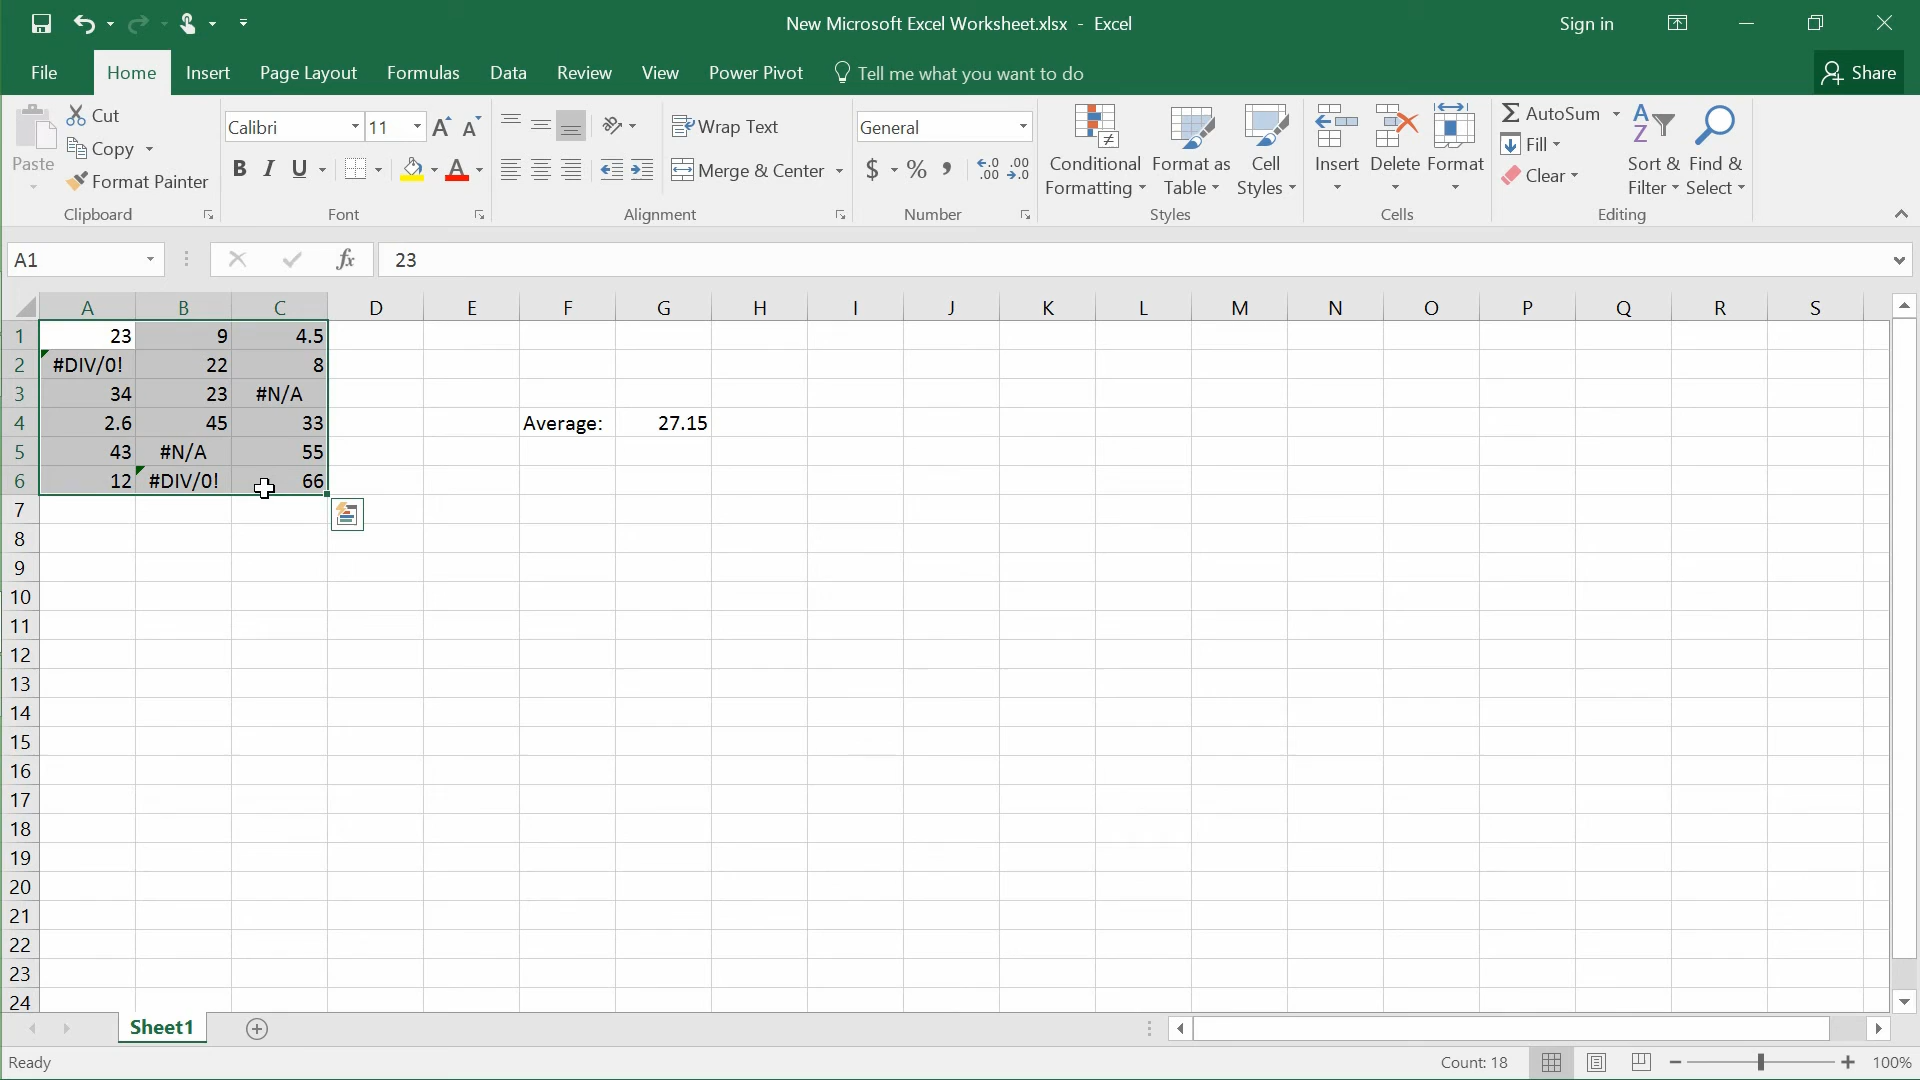 New Microsoft Excel Worksheet.xlsx - Excel
Sign in
File Home Insert Page Layout Formulas Data Review View Power Pivot Tell me what you want to do
Share
Paste
Cut
Copy
Format Painter
Clipboard
Calibri 11
B I U A
Font
Wrap Text
Merge & Center
Alignment
General
$ % ,
Number
Conditional Formatting
Format as Table
Cell Styles
Styles
Insert
Delete
Format
Cells
AutoSum
Fill
Clear
Sort & Filter
Find & Select
Editing
A1 fx 23
A B C D E F G H I J K L M N O P Q R S
1 23 9 4.5
2 #DIV/0! 22 8
3 34 23 #N/A
4 2.6 45 33 Average: 27.15
5 43 #N/A 55
6 12 #DIV/0! 66
7
8
9
10
11
12
13
14
15
16
17
18
19
20
21
22
23
24
Sheet1
Ready Count: 18 100%